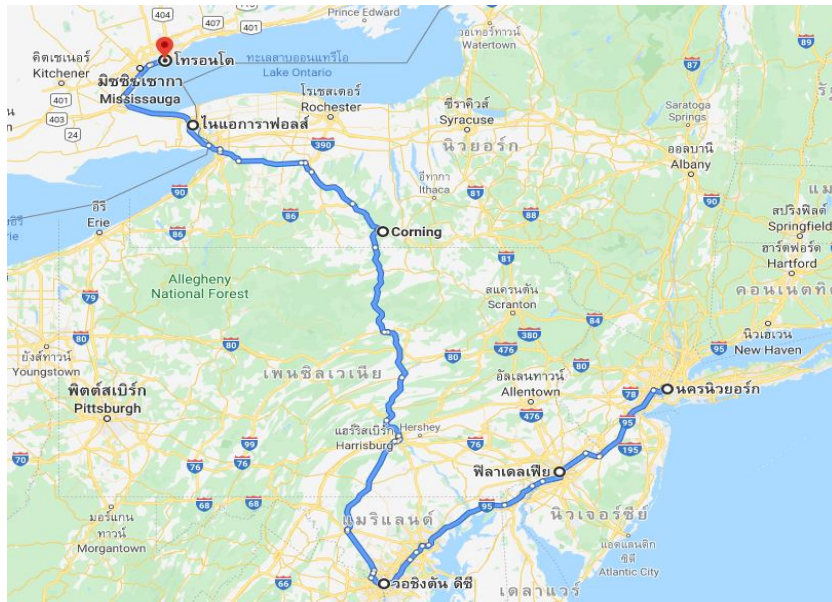 Prince Edward
404
407
407
วอเทอร์ทาวน์
Watertown
คิตเชเนอร์
Kitchener
โทรอนโต
ทะเลสาบออนแทรีโอ
Lake Ontario
มิซซิซเซากา
Mississauga
401
403
24
ไนแอการาฟอลส์
โรเชสเตอร์
Rochester
ซีราคิวส์
Syracuse
87
89
Saratoga
Springs
390
นิวยอร์ก
ออลบานี
Albany
อิทากา
Ithaca
90
81
88
90
อีรี
Erie
86
86
Corning
สปริงฟิลด์
Springfield
ฮาร์ตฟอร์ด
Hartford
Allegheny
National Forest
81
79
สแครนตัน
Scranton
84
380
476
80
80
80
80
นิวเฮเวน
New Haven
95
ยังส์ทาวน์
Youngstown
เพนซิลเวเนีย
อัลเลนทาวน์
Allentown
78
นครนิวยอร์ก
พิตต์สเบิร์ก
Pittsburgh
แฮร์ริสเบิร์ก
Harrisburg
Hershey
476
95
195
99
76
70
76
76
ฟิลาเดลเฟีย
68
68
95
มอร์แกน
ทาวน์
Morgantown
แมริแลนด์
นิวเจอร์ซีย์
แอตแลนติก
ซิตี
Atlantic City
66
วอชิงตัน ดีซี
เดลาแวร์